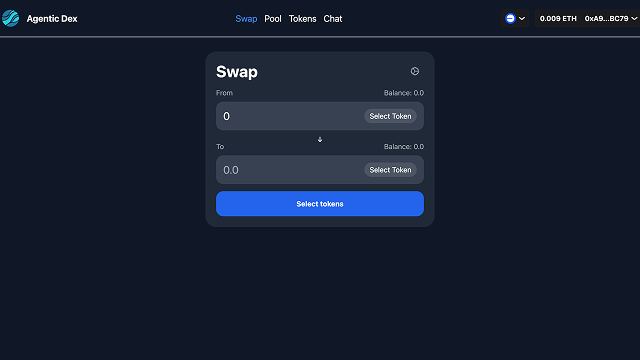 Agentic Dex
Swap Pool Tokens Chat
0.009 ETH 0xA9...BC79
Swap
From Balance: 0.0
0 Select Token
To Balance: 0.0
0.0 Select Token
Select tokens